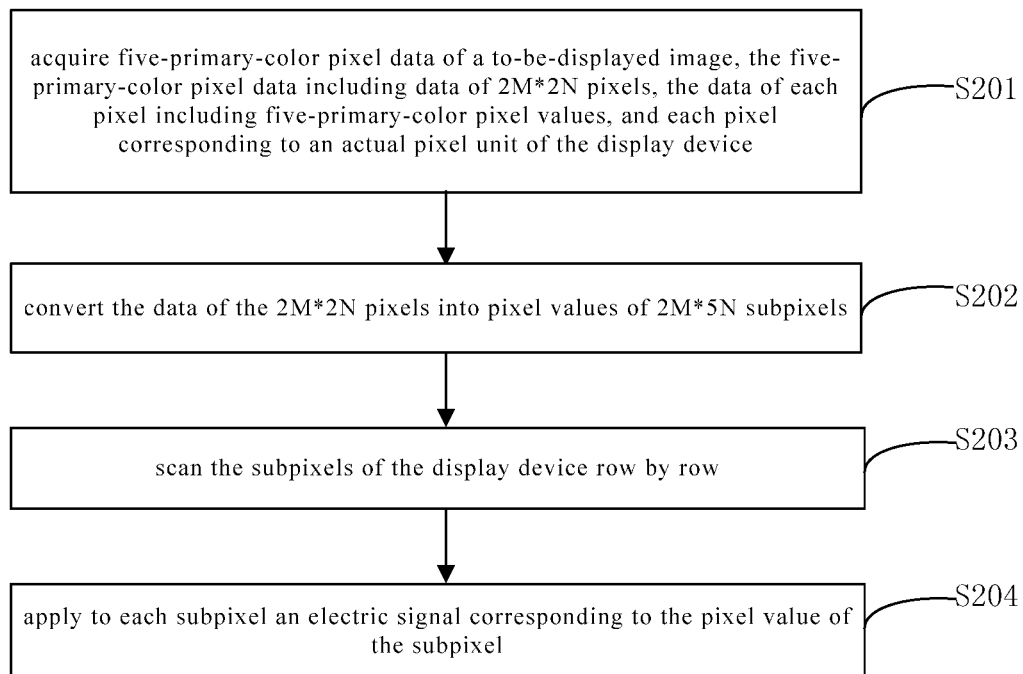 acquire five-primary-color pixel data of a to-be-displayed image, the five-
primary-color pixel data including data of 2M*2N pixels, the data of each
pixel including five-primary-color pixel values, and each pixel
corresponding to an actual pixel unit of the display device
S201
convert the data of the 2M*2N pixels into pixel values of 2M*5N subpixels
S202
scan the subpixels of the display device row by row
S203
apply to each subpixel an electric signal corresponding to the pixel value of
the subpixel
S204